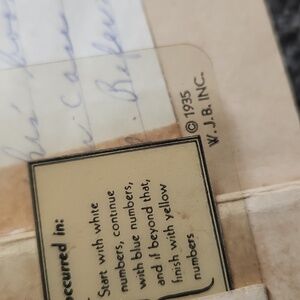 his
© 1935
W. J. B. INC.
occurred in:
Start with white
numbers, continue
with blue numbers,
and if beyond that,
finish with yellow
numbers